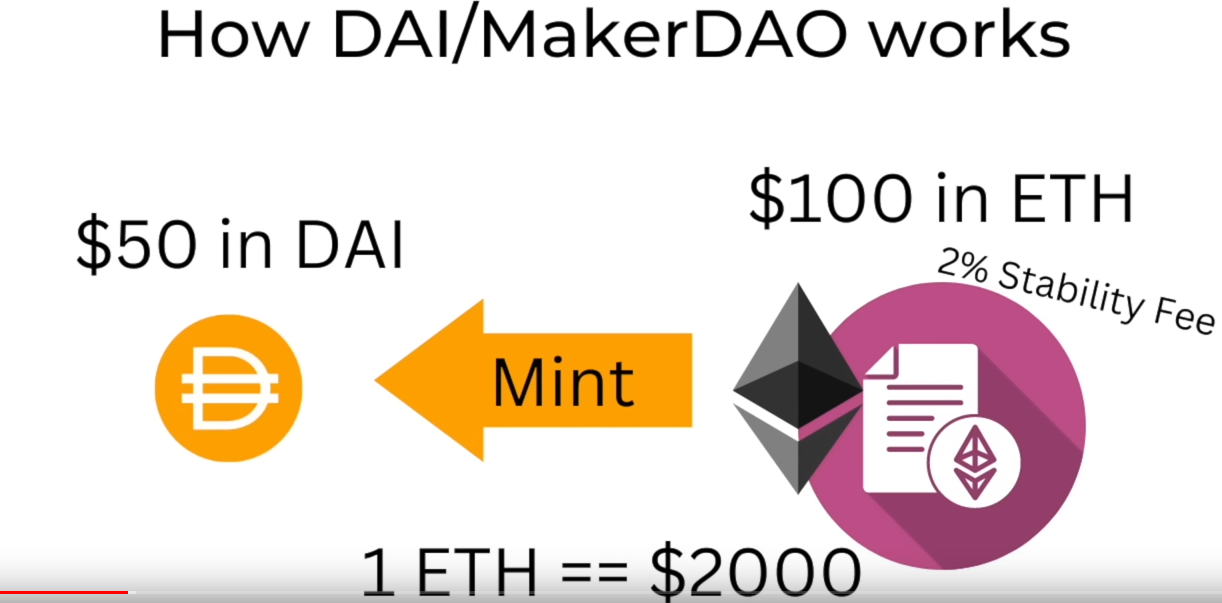 How DAI/MakerDAO works
$100 in ETH
$50 in DAI
2% Stability Fee
Mint
1 ETH == $2000